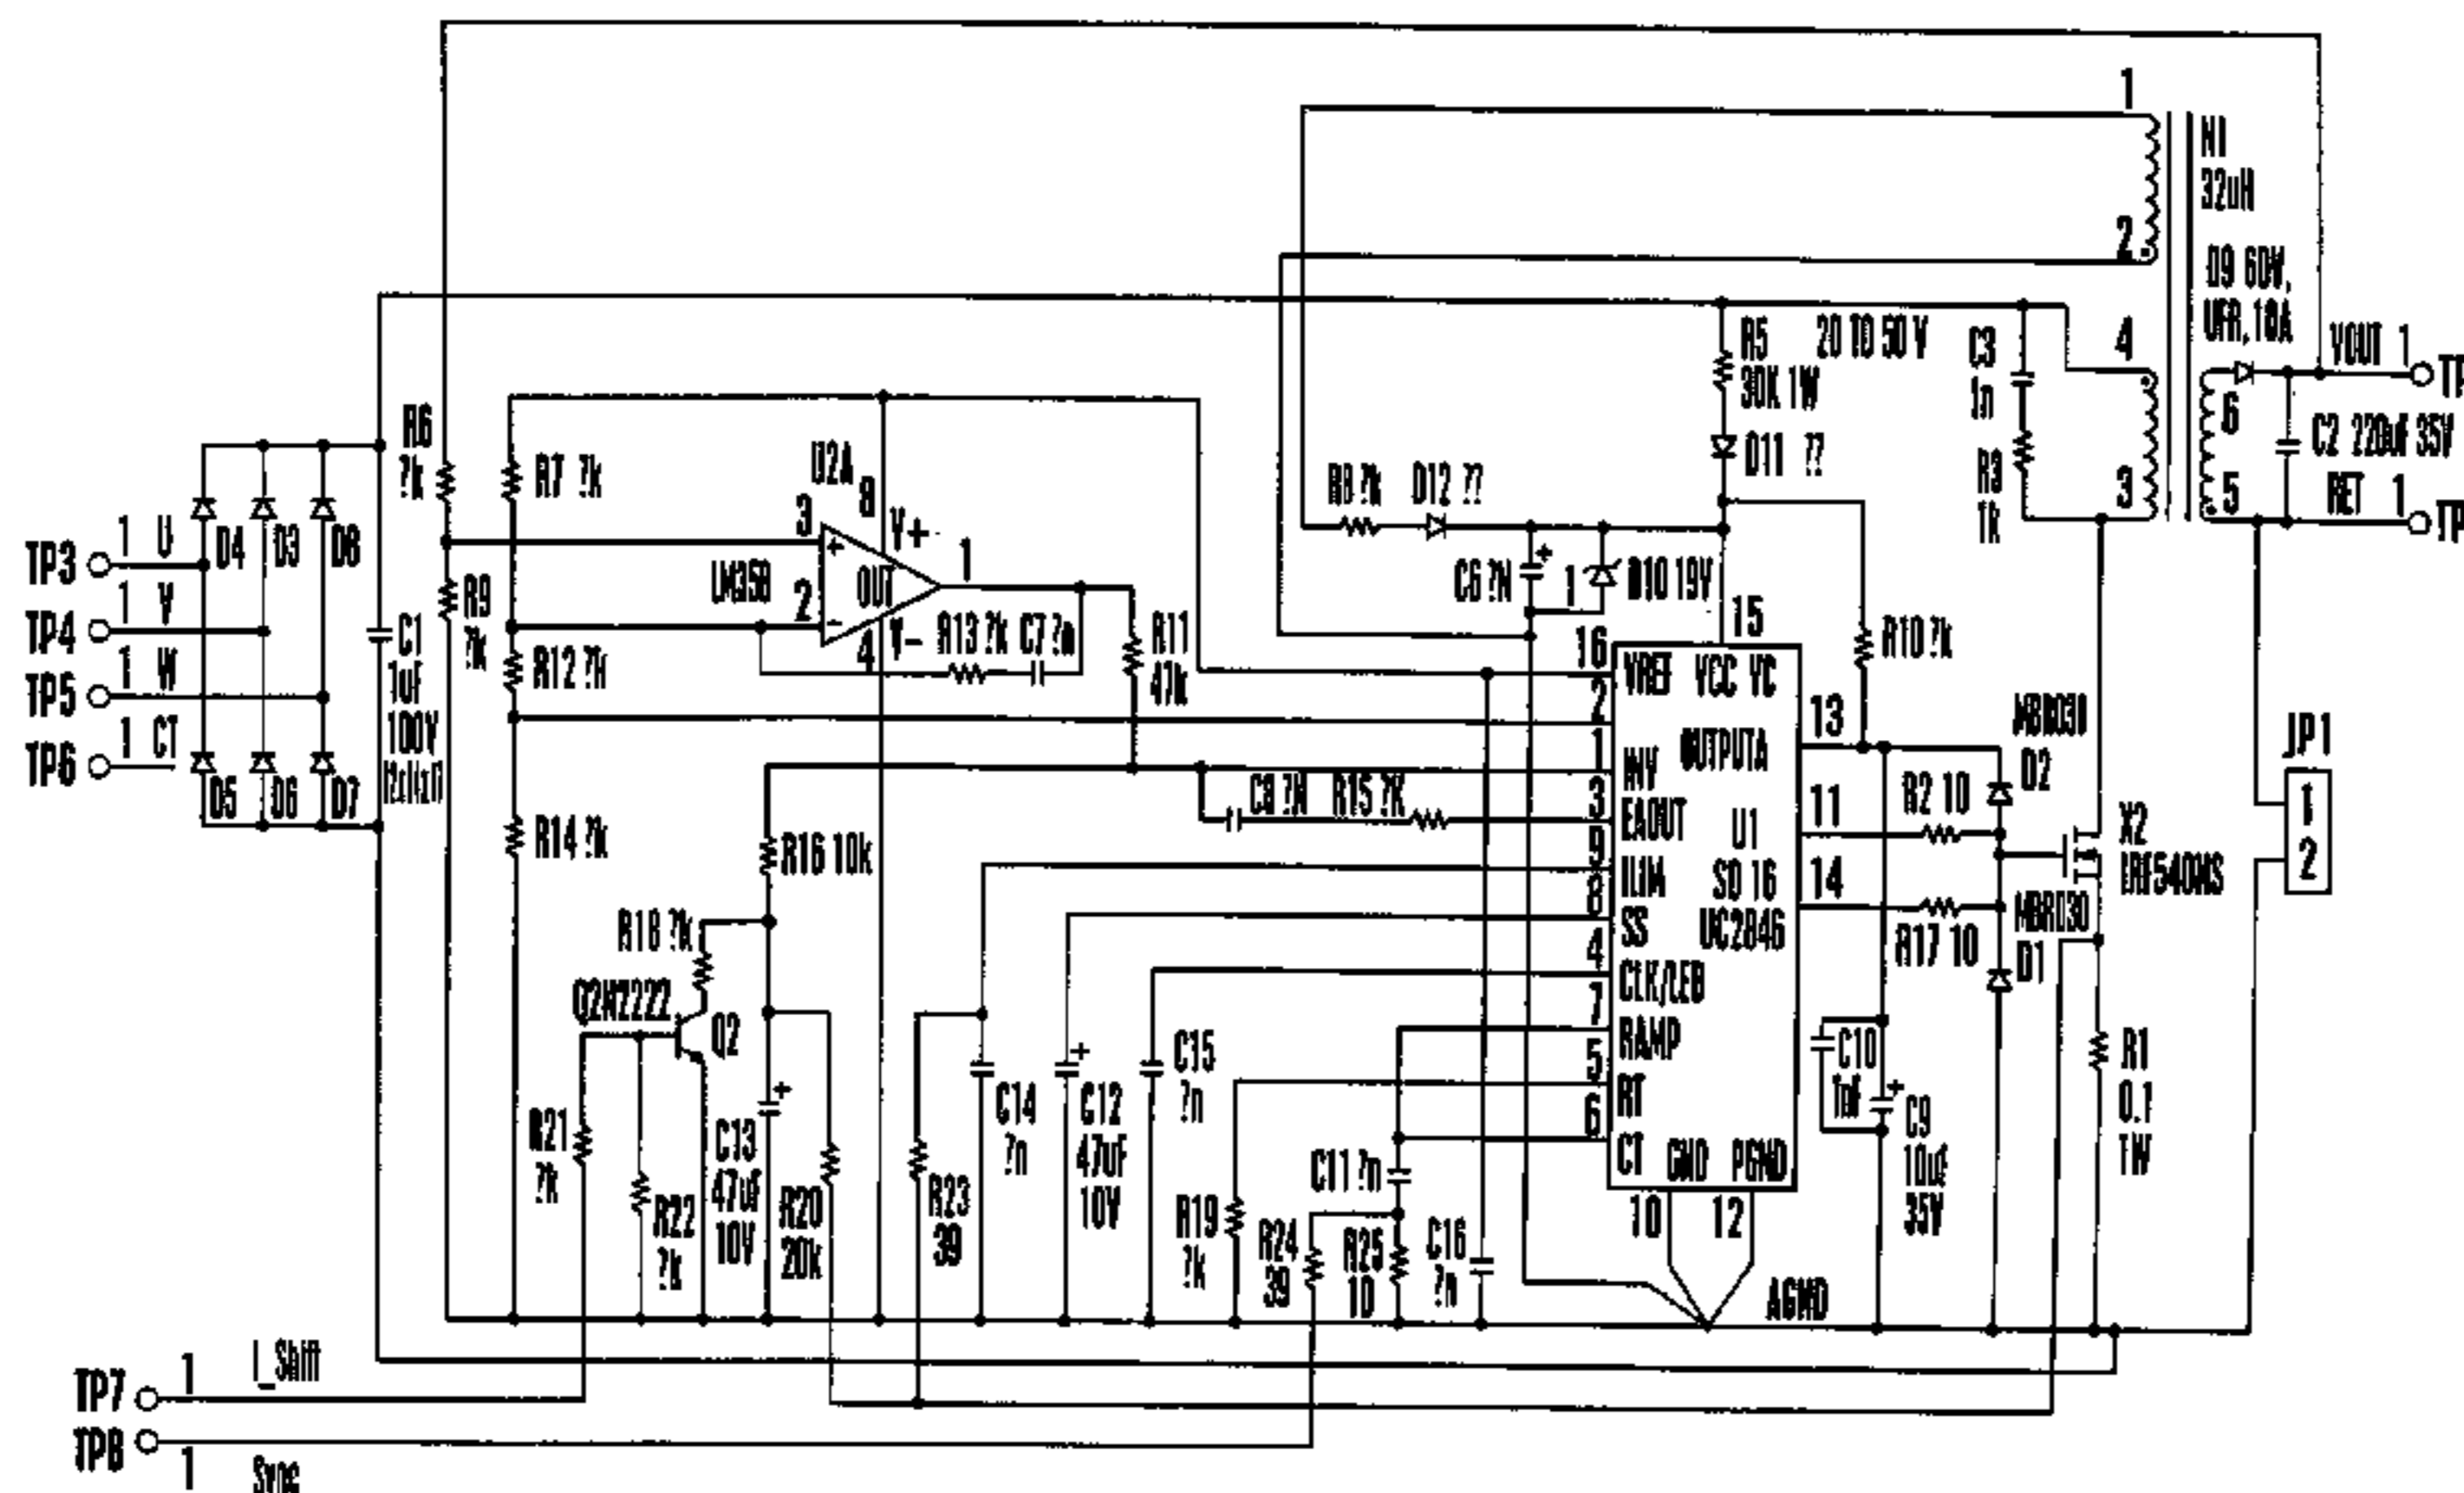 1
N1
32uH
2
D9 60V,
UFR, 10A
4
R5
30K 1W
20 TO 50 V
C3
1n
VOUT 1
6
C2 220uF 35V
R6
?k
R7 ?k
U2A
3
8
V+
D11 ??
R3
3
5
RET 1
R8 ?k
D12 ??
TP3
1
U
D4
D3
D8
LM358
2
OUT
1
4
V-
C6 ?N
1
D10 19V
TP4
1
V
R9
?k
R13 ?k
C7 ?n
R11
47k
15
TP5
1
W
C1
1uF
100V
R12 ?k
16
VREF
VCC
VC
R10 ?k
2
13
TP6
1
CT
1
INV
OUTPUTA
MBR030
D2
JP1
D5
D6
D7
C8 ?N
R15 ?K
3
EAOUT
11
R2 10
1
R14 ?k
R16 10k
9
ILIM
U1
SO 16
UC2846
14
X2
IRF540NS
2
R18 ?k
8
SS
R17 10
MBR030
D1
Q2N2222
Q2
4
CLK/LEB
7
RAMP
C15
?n
C10
R1
0.1
1W
R21
?k
C14
?n
C12
47uF
10V
5
RT
6
CT
GND
PGND
C9
10uF
35V
C13
47uF
10V
R22
?k
R20
20k
R23
39
C11 ?n
R19
?k
R24
39
R25
10
C16
?n
10
12
AGND
TP7
1
I_Shift
TP8
1
Sync